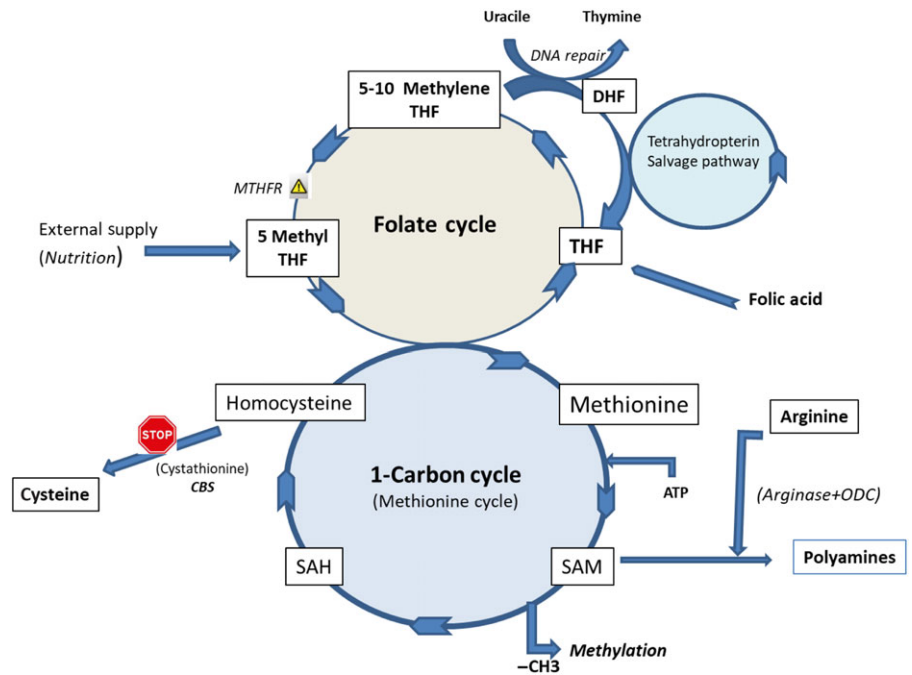 Uracile
Thymine
DNA repair
5-10 Methylene
THF
DHF
Tetrahydropterin
Salvage pathway
MTHFR
External supply
(Nutrition)
5 Methyl
THF
Folate cycle
THF
Folic acid
Homocysteine
Methionine
STOP
(Cystathionine)
CBS
Cysteine
1-Carbon cycle
(Methionine cycle)
ATP
Arginine
(Arginase+ODC)
SAH
SAM
Polyamines
–CH3
Methylation